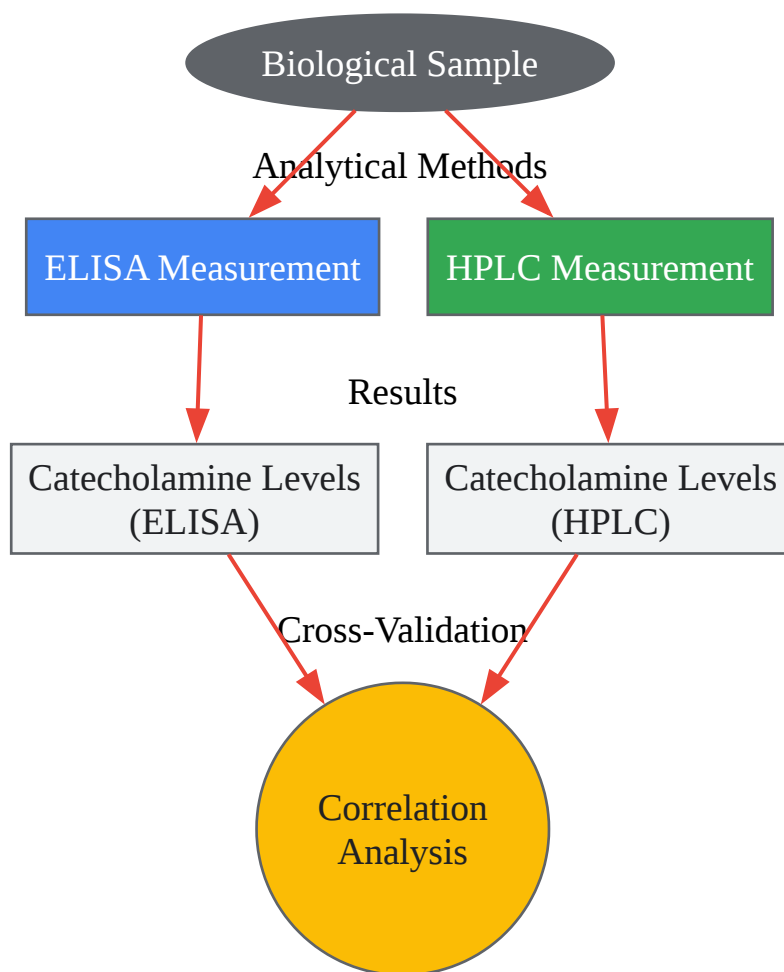 Biological Sample
Analytical Methods
ELISA Measurement
HPLC Measurement
Results
Catecholamine Levels
(ELISA)
Catecholamine Levels
(HPLC)
Cross-Validation
Correlation
Analysis